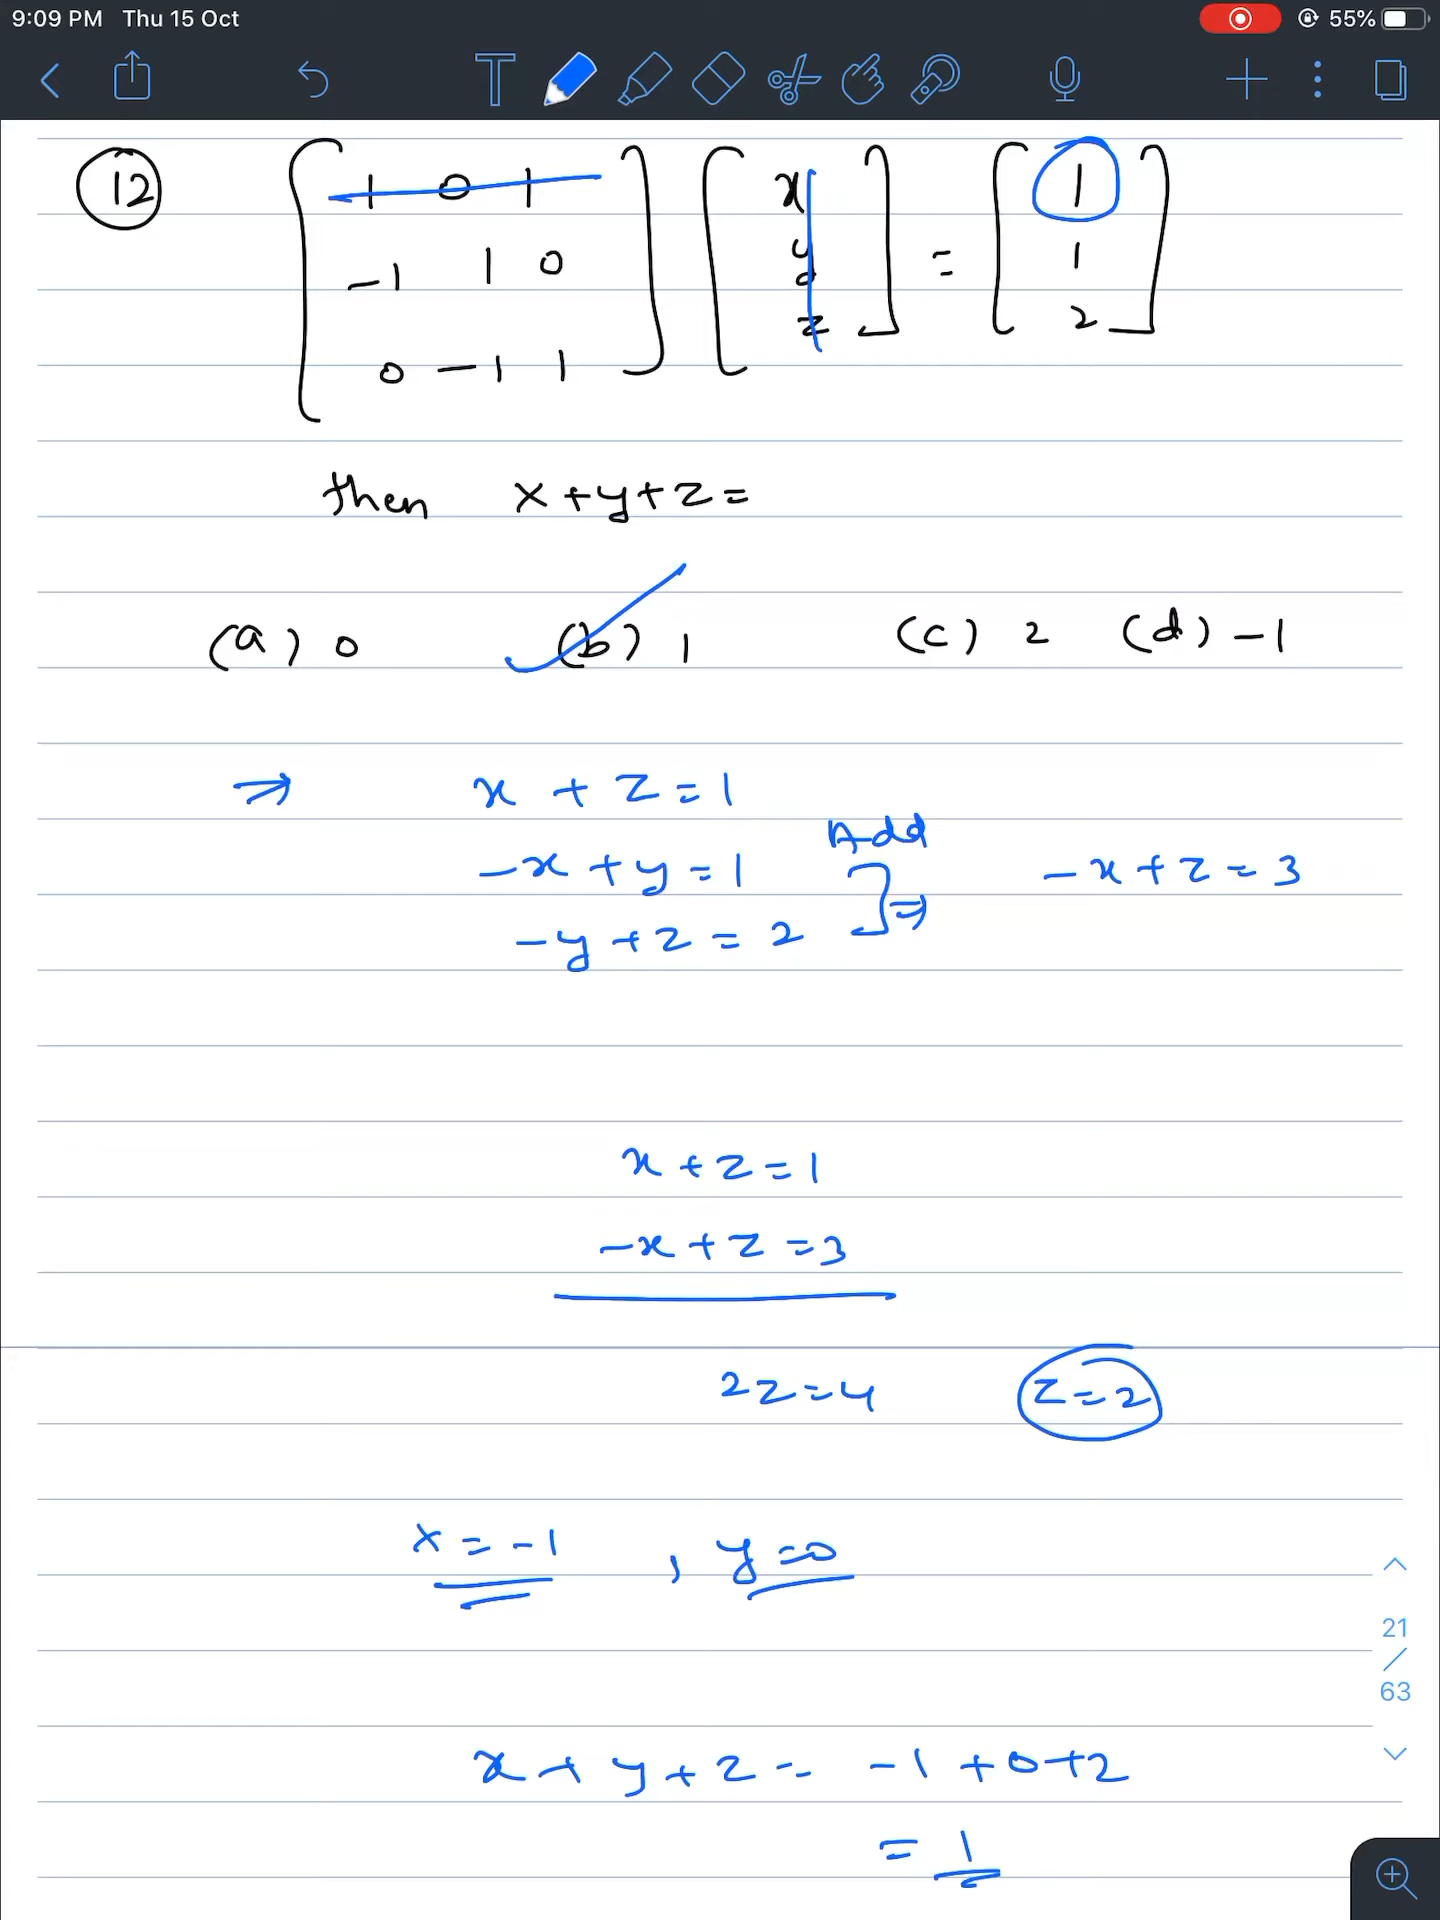 9:09 PM Thu 15 Oct 55%
T
12 [ 1 0 1 ] [ x ] = [ 1 ]
-1 1 0 y 1
0 -1 1 z 2
then x+y+z=
(a) 0 (b) 1 (c) 2 (d) -1
⇒ x + z = 1
Add
-x + y = 1 ⇒ -x + z = 3
-y + z = 2
x + z = 1
-x + z = 3
2z = 4 z = 2
x = -1 , y = 0
21
/
63
x + y + z = -1 + 0 + 2
= 1